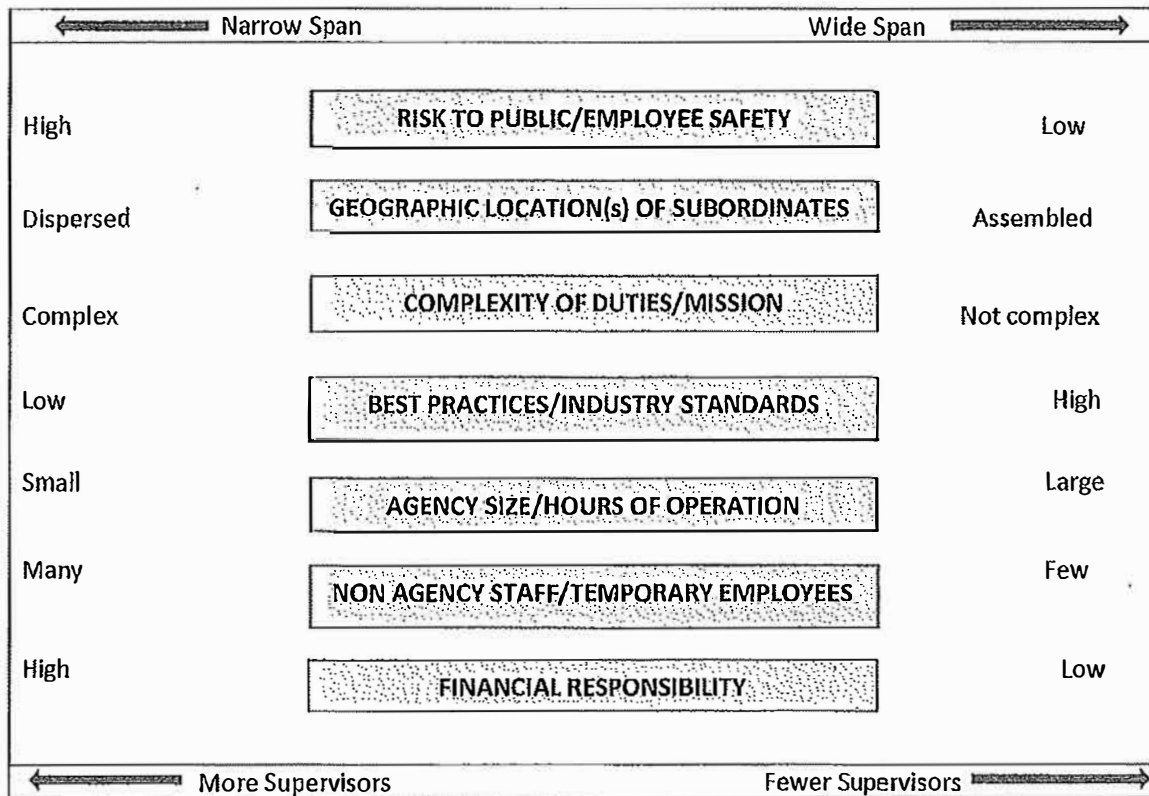 Narrow Span Wide Span
High RISK TO PUBLIC/EMPLOYEE SAFETY Low
Dispersed GEOGRAPHIC LOCATION(s) OF SUBORDINATES Assembled
Complex COMPLEXITY OF DUTIES/MISSION Not complex
Low BEST PRACTICES/INDUSTRY STANDARDS High
Small AGENCY SIZE/HOURS OF OPERATION Large
Many NON AGENCY STAFF/TEMPORARY EMPLOYEES Few
High FINANCIAL RESPONSIBILITY Low
More Supervisors Fewer Supervisors